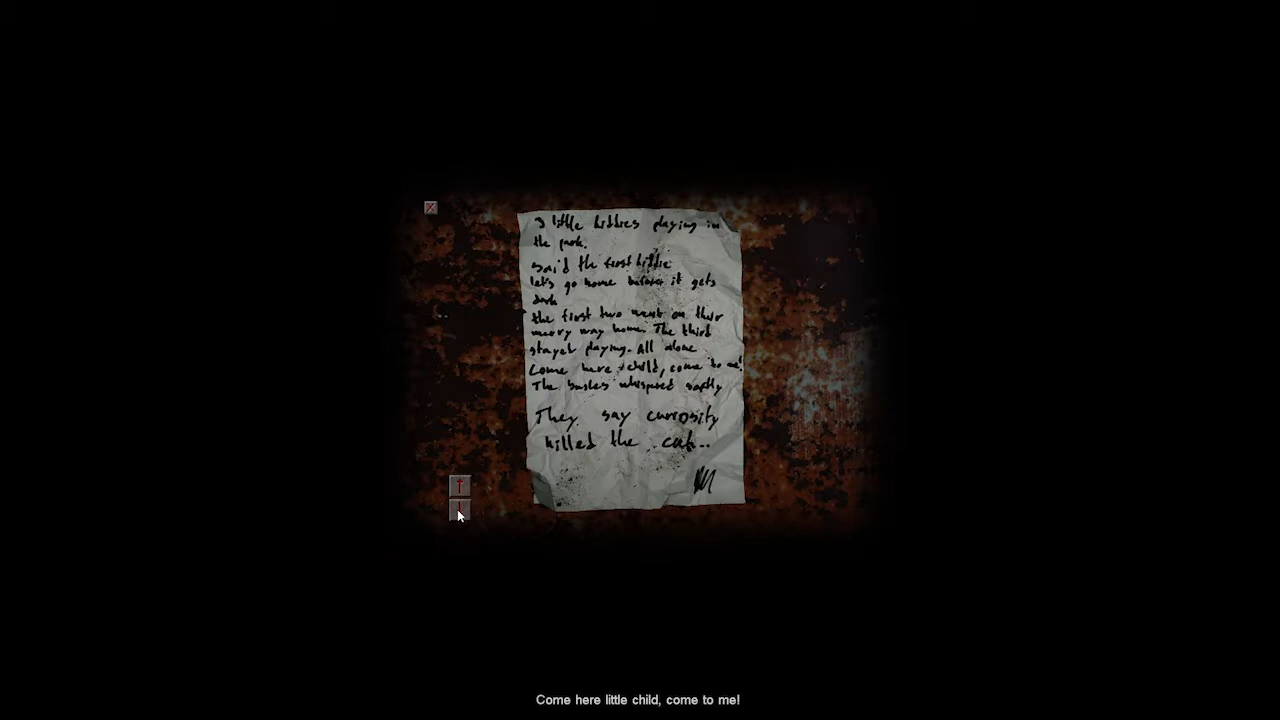 3 little kiddies playing in
the park.
said the first kiddie
let's go home before it gets
dark
the first two went on their
merry way home. The third
stayed playing. All alone
Come here child, come to me!
The bushes whispered softly
They say curiosity
killed the cat...
Come here little child, come to me!